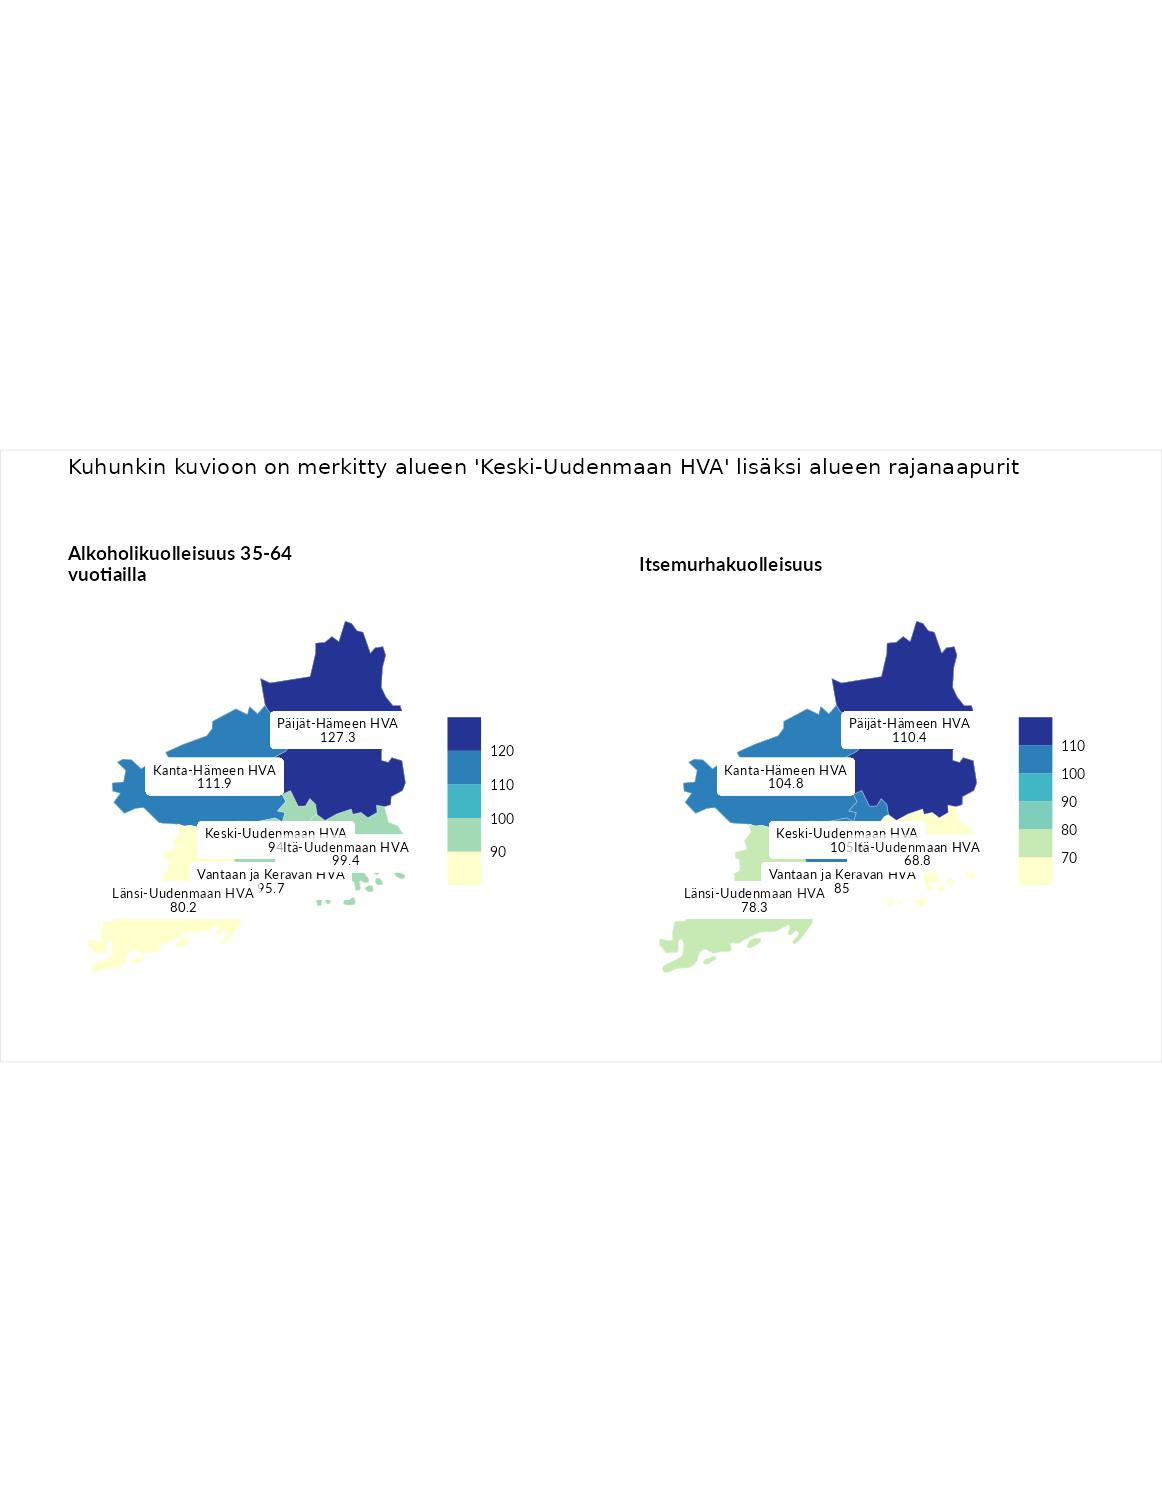 Kuhunkin kuvioon on merkitty alueen 'Keski-Uudenmaan HVA' lisäksi alueen rajanaapurit
Alkoholikuolleisuus 35-64
vuotiailla
Päijät-Hämeen HVA
127.3
Kanta-Hämeen HVA
111.9
Keski-Uudenmaan HVA
Itä-Uudenmaan HVA
99.4
Vantaan ja Keravan HVA
95.7
Länsi-Uudenmaan HVA
80.2
120
110
100
90
Itsemurhakuolleisuus
Päijät-Hämeen HVA
110.4
Kanta-Hämeen HVA
104.8
Keski-Uudenmaan HVA
Itä-Uudenmaan HVA
68.8
Vantaan ja Keravan HVA
85
Länsi-Uudenmaan HVA
78.3
110
100
90
80
70